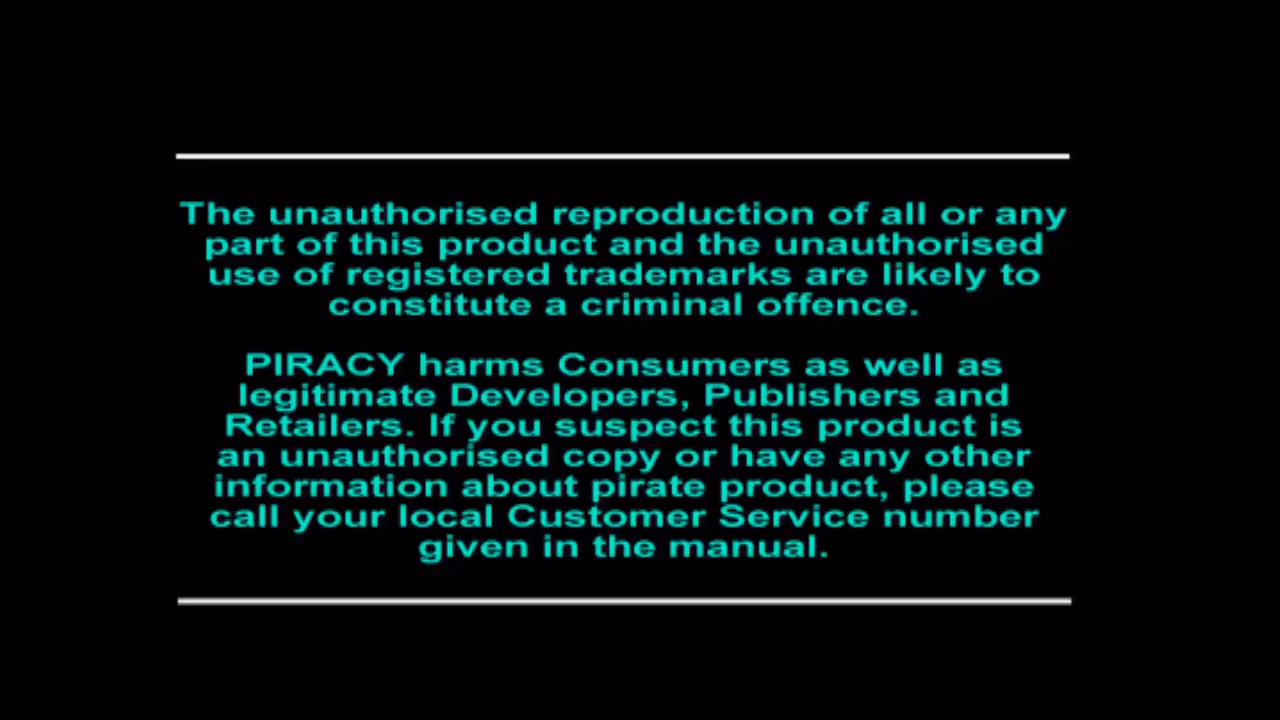 The unauthorised reproduction of all or any
part of this product and the unauthorised
use of registered trademarks are likely to
constitute a criminal offence.
PIRACY harms Consumers as well as
legitimate Developers, Publishers and
Retailers. If you suspect this product is
an unauthorised copy or have any other
information about pirate product, please
call your local Customer Service number
given in the manual.